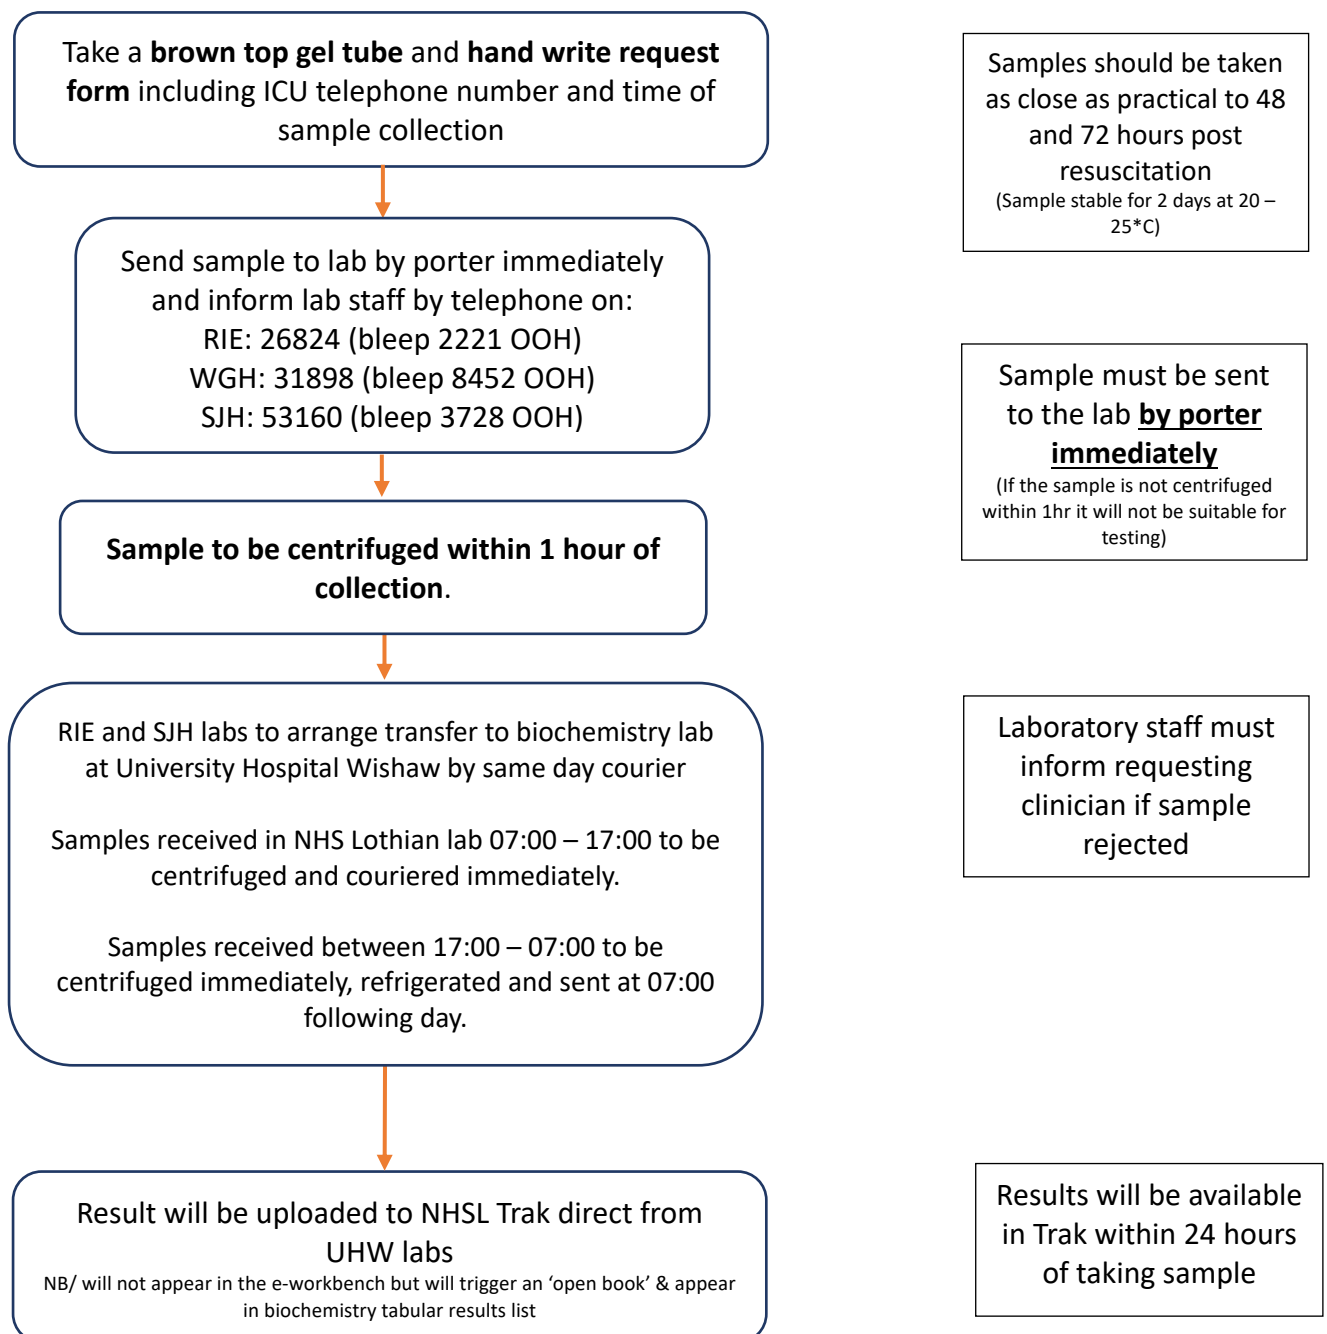 Take a brown top gel tube and hand write request
form including ICU telephone number and time of
sample collection
Samples should be taken
as close as practical to 48
and 72 hours post
resuscitation
(Sample stable for 2 days at 20 –
25*C)
Send sample to lab by porter immediately
and inform lab staff by telephone on:
RIE: 26824 (bleep 2221 OOH)
WGH: 31898 (bleep 8452 OOH)
SJH: 53160 (bleep 3728 OOH)
Sample must be sent
to the lab by porter
immediately
(If the sample is not centrifuged
within 1hr it will not be suitable for
testing)
Sample to be centrifuged within 1 hour of
collection.
RIE and SJH labs to arrange transfer to biochemistry lab
at University Hospital Wishaw by same day courier
Samples received in NHS Lothian lab 07:00 – 17:00 to be
centrifuged and couriered immediately.
Samples received between 17:00 – 07:00 to be
centrifuged immediately, refrigerated and sent at 07:00
following day.
Laboratory staff must
inform requesting
clinician if sample
rejected
Result will be uploaded to NHSL Trak direct from
UHW labs
NB/ will not appear in the e-workbench but will trigger an ‘open book’ & appear
in biochemistry tabular results list
Results will be available
in Trak within 24 hours
of taking sample